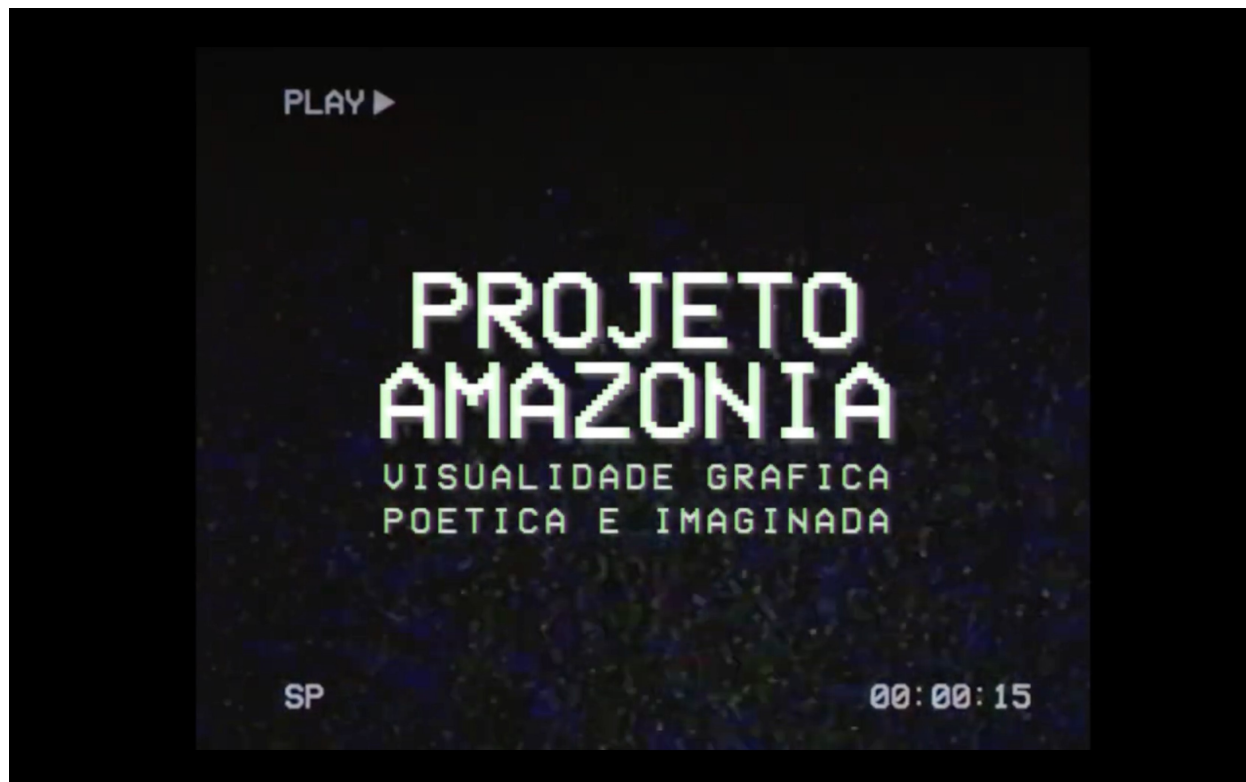 PLAY▶
PROJETO
AMAZONIA
VISUALIDADE GRAFICA
POETICA E IMAGINADA
SP
00:00:15